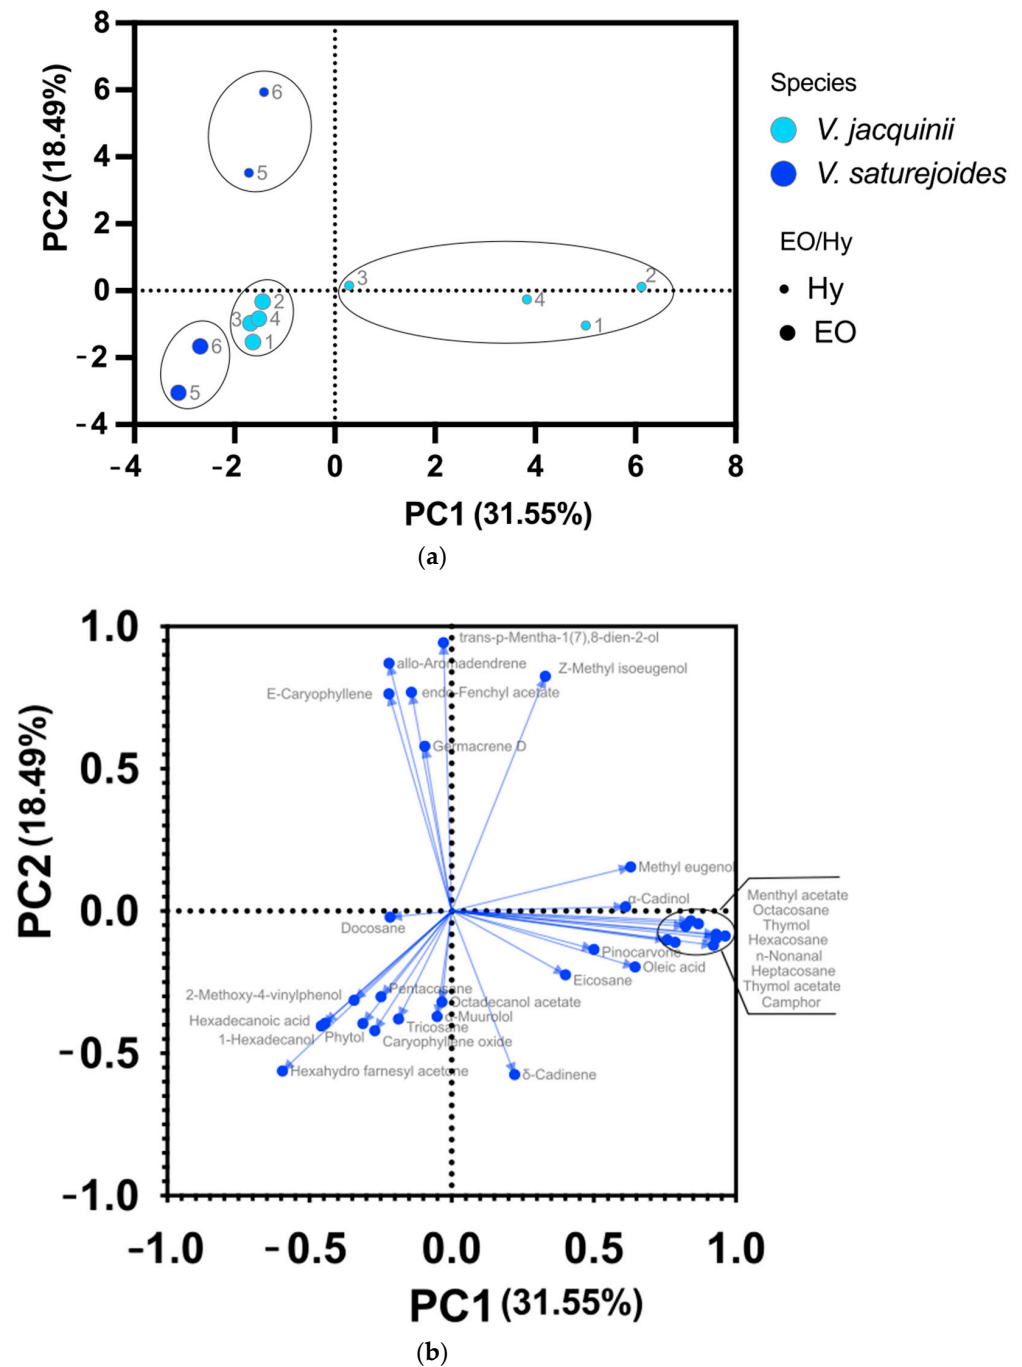 8
6
4
2
0
−2
−4
PC2 (18.49%)
6
5
2
3 4
1
6
5
3
2
4
1
−4 −2 0 2 4 6 8
PC1 (31.55%)
Species
V. jacquinii
V. saturejoides
EO/Hy
Hy
EO
(a)
1.0
0.5
0.0
−0.5
−1.0
PC2 (18.49%)
trans-p-Mentha-1(7),8-dien-2-ol
allo-Aromadendrene
Z-Methyl isoeugenol
E-Caryophyllene
endo-Fenchyl acetate
Germacrene D
Methyl eugenol
α-Cadinol
Docosane
Pinocarvone
Oleic acid
Eicosane
Pentacosane
2-Methoxy-4-vinylphenol
Octadecanol acetate
α-Muurolol
Hexadecanoic acid
Tricosane
1-Hexadecanol
Phytol
Caryophyllene oxide
Hexahydro farnesyl acetone
δ-Cadinene
Menthyl acetate
Octacosane
Thymol
Hexacosane
n-Nonanal
Heptacosane
Thymol acetate
Camphor
−1.0 −0.5 0.0 0.5 1.0
PC1 (31.55%)
(b)